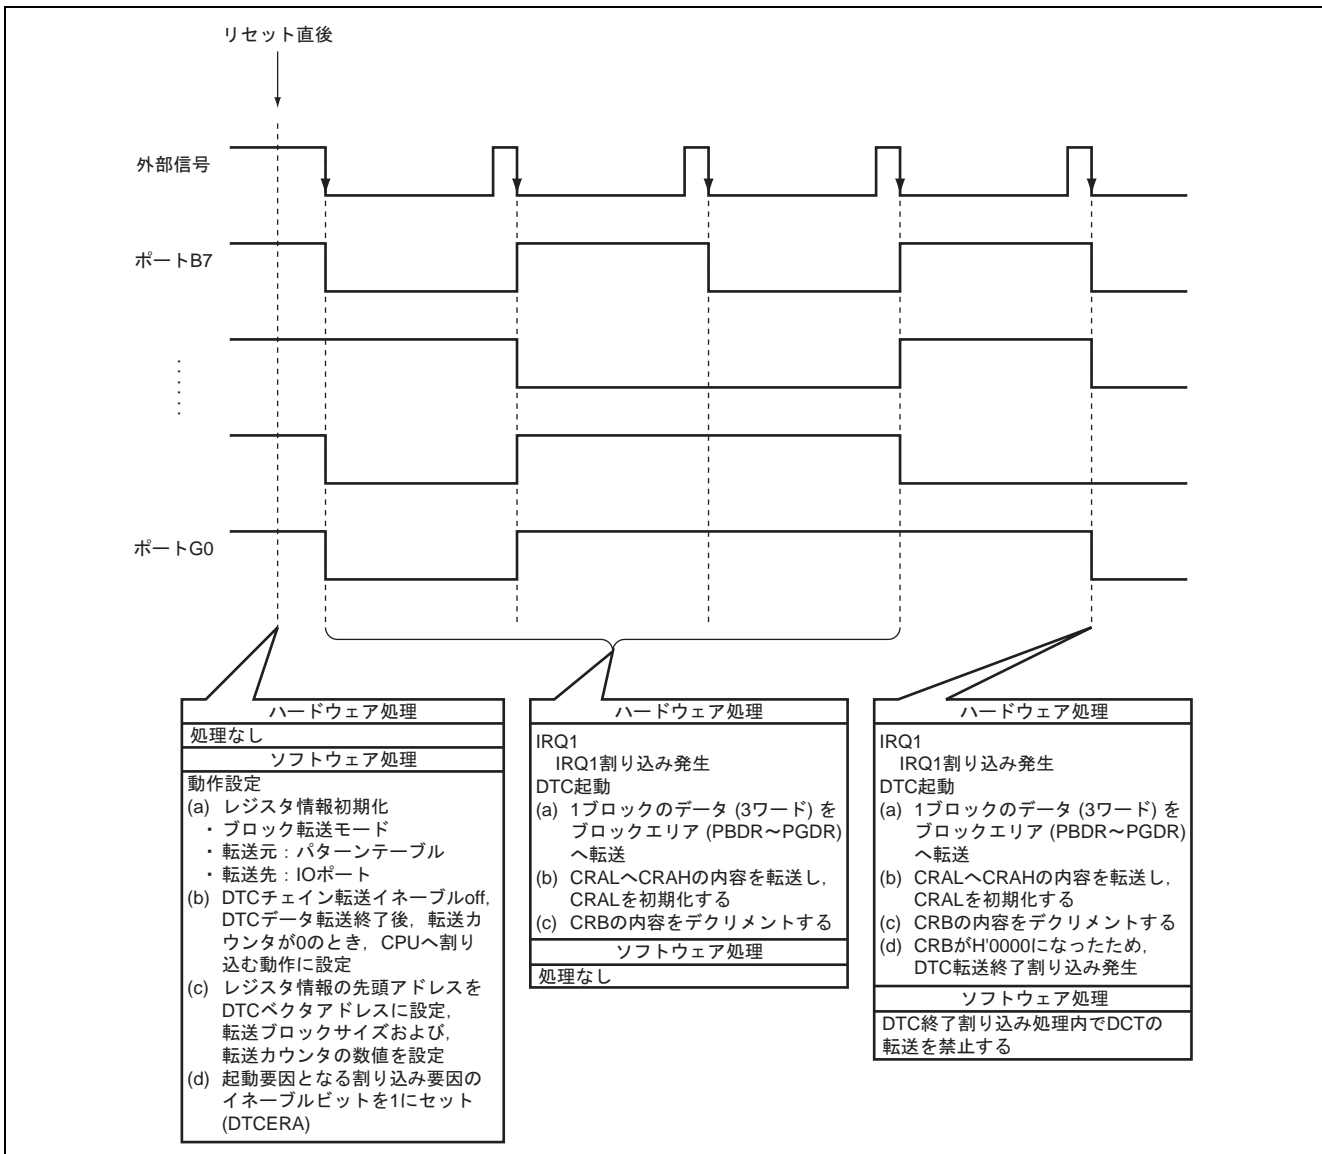 リセット直後
外部信号
ポートB7
ポートG0
ハードウェア処理
処理なし
ソフトウェア処理
動作設定
(a) レジスタ情報初期化
・ブロック転送モード
・転送元：パターンテーブル
・転送先：IOポート
(b) DTCチェイン転送イネーブルoff,
DTCデータ転送終了後，転送カ
ウンタが0のとき，CPUへ割り
込む動作に設定
(c) レジスタ情報の先頭アドレスを
DTCベクタアドレスに設定,
転送ブロックサイズおよび,
転送カウンタの数値を設定
(d) 起動要因となる割り込み要因の
イネーブルビットを1にセット
(DTCERA)
ハードウェア処理
IRQ1
IRQ1割り込み発生
DTC起動
(a) 1ブロックのデータ (3ワード) を
ブロックエリア (PBDR～PGDR)
へ転送
(b) CRALへCRAHの内容を転送し,
CRALを初期化する
(c) CRBの内容をデクリメントする
ソフトウェア処理
処理なし
ハードウェア処理
IRQ1
IRQ1割り込み発生
DTC起動
(a) 1ブロックのデータ (3ワード) を
ブロックエリア (PBDR～PGDR)
へ転送
(b) CRALへCRAHの内容を転送し,
CRALを初期化する
(c) CRBの内容をデクリメントする
(d) CRBがH'0000になったため,
DTC転送終了割り込み発生
ソフトウェア処理
DTC終了割り込み処理内でDCTの
転送を禁止する